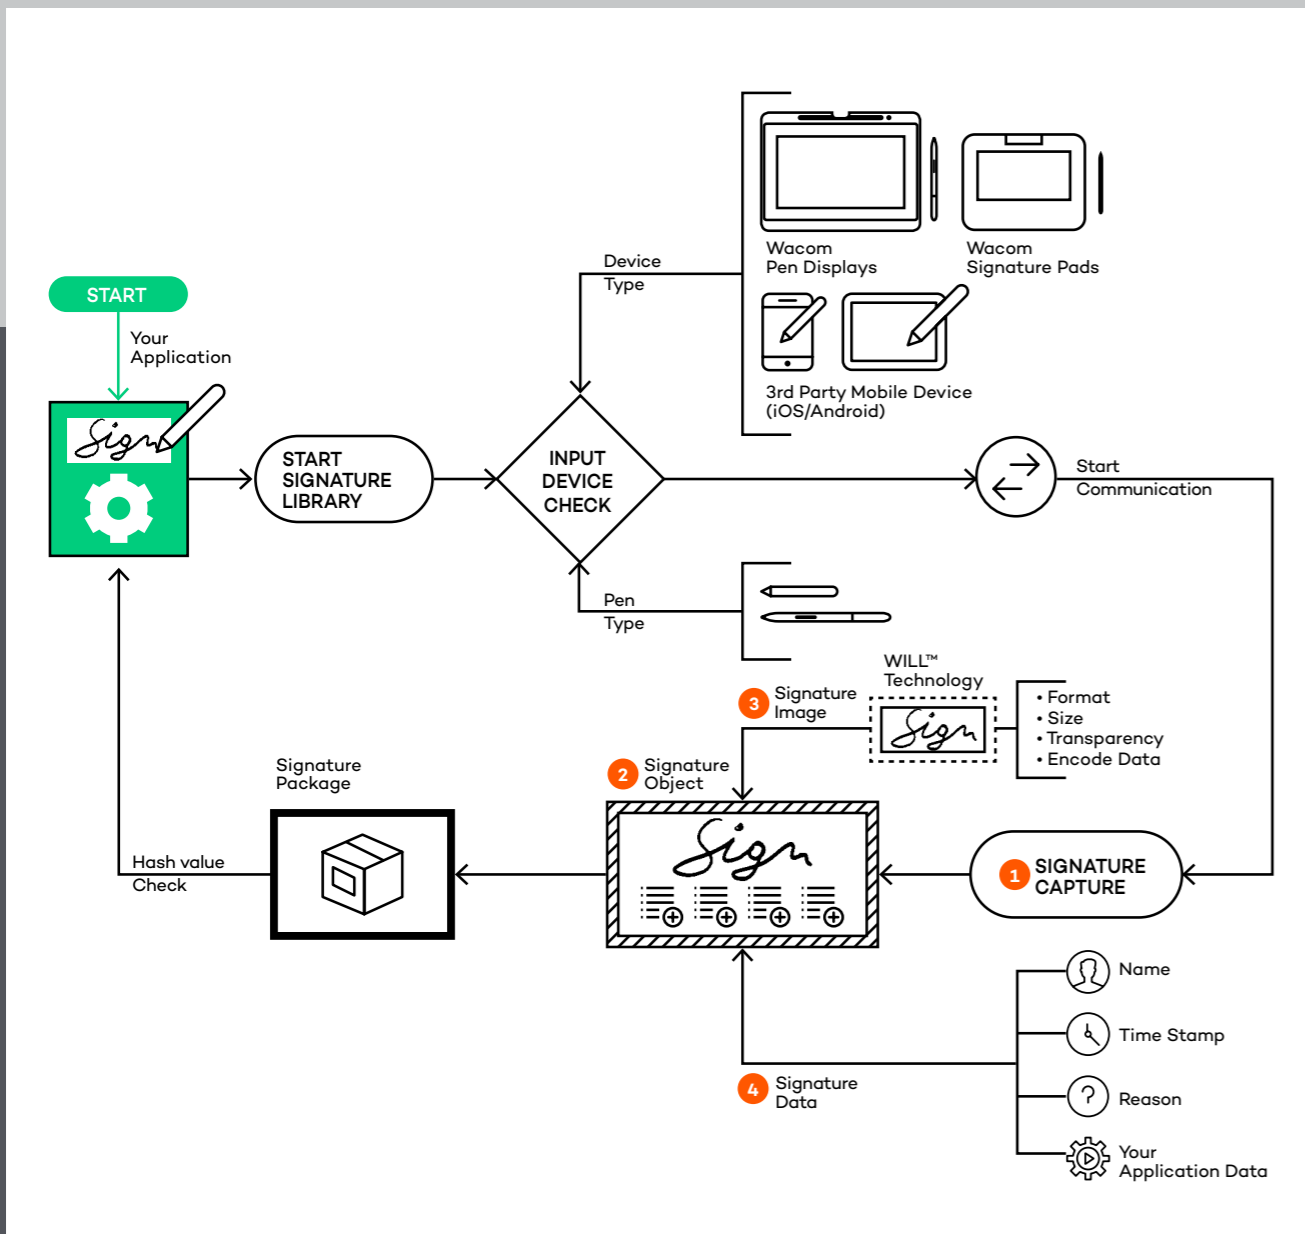 START
Your
Application
Sign
START
SIGNATURE
LIBRARY
INPUT
DEVICE
CHECK
Device
Type
Wacom
Pen Displays
Wacom
Signature Pads
3rd Party Mobile Device
(iOS/Android)
Start
Communication
Pen
Type
WILL™
Technology
Sign
• Format
• Size
• Transparency
• Encode Data
3 Signature
Image
2 Signature
Object
Sign
1 SIGNATURE
CAPTURE
Signature
Package
Hash value
Check
4 Signature
Data
Name
Time Stamp
? Reason
Your
Application Data